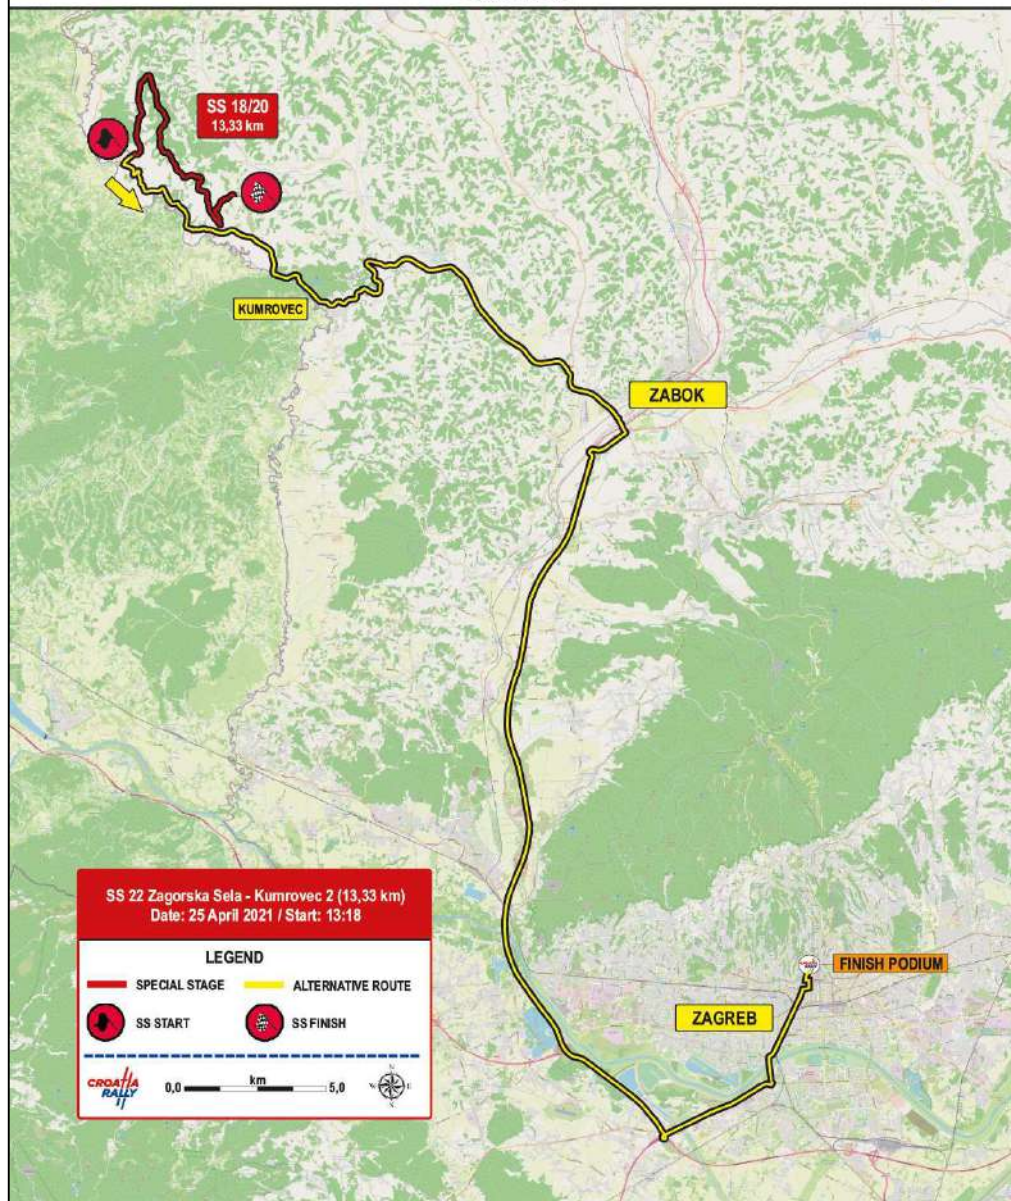 SS 18/20
13,33 km
KUMROVEC
ZABOK
SS 22 Zagorska Sela - Kumrovec 2 (13,33 km)
Date: 25 April 2021 / Start: 13:18
LEGEND
SPECIAL STAGE
ALTERNATIVE ROUTE
SS START
SS FINISH
CROATIA
RALLY
0,0
km
5,0
N
W
E
S
FINISH PODIUM
ZAGREB